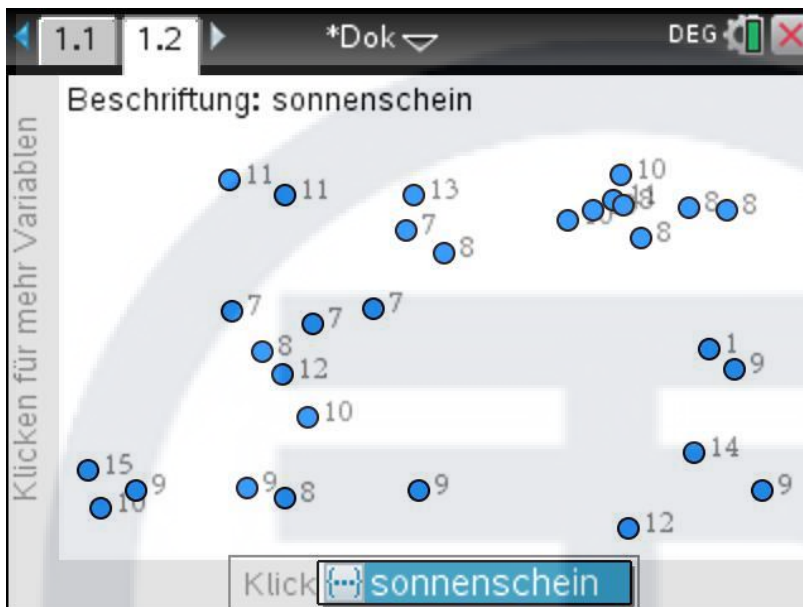 1.1 1.2 *Dok DEG
Beschriftung: sonnenschein
Klicken für mehr Variablen
10
11 11 13 11 8 8
7 8
8
7 7 7
8 1
12 9
10
14
15
9 9 8 9 9
10
12
Klick sonnenschein